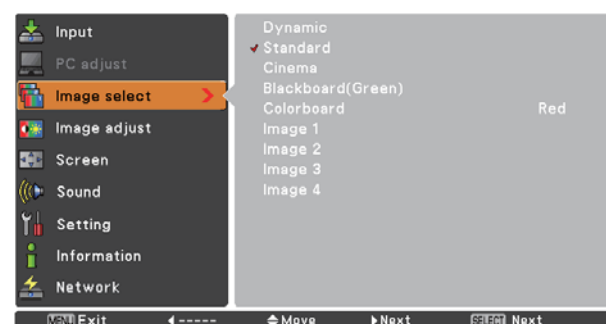 Input
PC adjust
Image select
Image adjust
Screen
Sound
Setting
Information
Network
Dynamic
Standard
Cinema
Blackboard(Green)
Colorboard Red
Image 1
Image 2
Image 3
Image 4
MENU Exit ----- Move Next SELECT Next